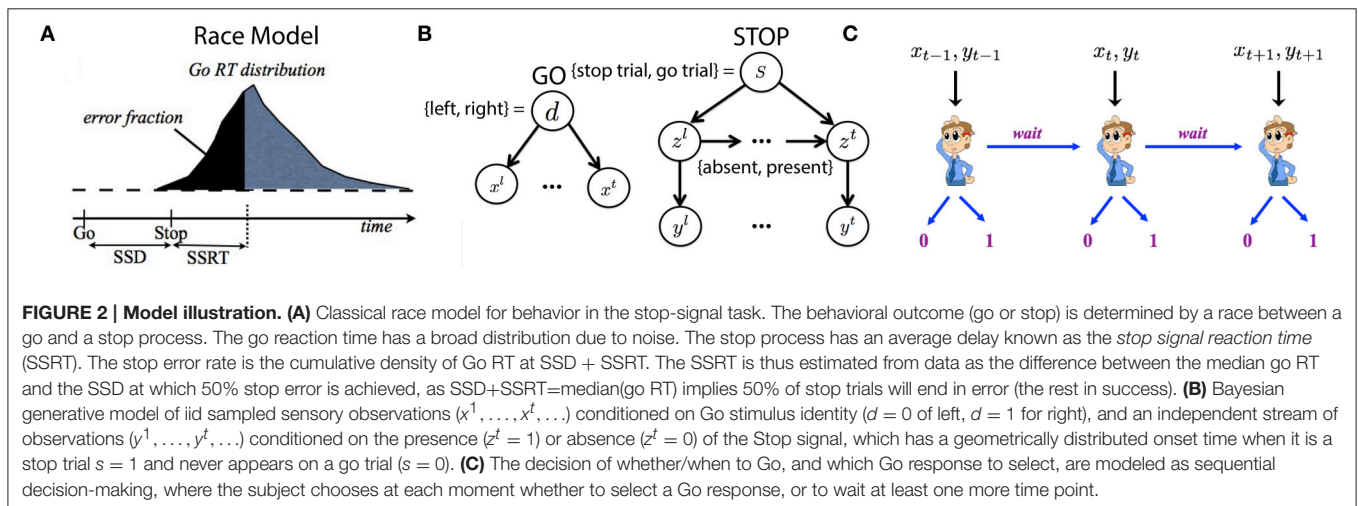 A
Race Model
Go RT distribution
error fraction
time
Go
Stop
SSD
SSRT
B
STOP
{stop trial, go trial} = s
GO
{left, right} = d
x^l ... x^t
z^l ... z^t
{absent, present}
y^l ... y^t
C
x_{t−1}, y_{t−1} x_t, y_t x_{t+1}, y_{t+1}
wait wait
0 1 0 1 0 1
FIGURE 2 | Model illustration. (A) Classical race model for behavior in the stop-signal task. The behavioral outcome (go or stop) is determined by a race between a
go and a stop process. The go reaction time has a broad distribution due to noise. The stop process has an average delay known as the stop signal reaction time
(SSRT). The stop error rate is the cumulative density of Go RT at SSD + SSRT. The SSRT is thus estimated from data as the difference between the median go RT
and the SSD at which 50% stop error is achieved, as SSD+SSRT=median(go RT) implies 50% of stop trials will end in error (the rest in success). (B) Bayesian
generative model of iid sampled sensory observations (x^1, . . . , x^t, . . .) conditioned on Go stimulus identity (d = 0 of left, d = 1 for right), and an independent stream of
observations (y^1, . . . , y^t, . . .) conditioned on the presence (z^t = 1) or absence (z^t = 0) of the Stop signal, which has a geometrically distributed onset time when it is a
stop trial s = 1 and never appears on a go trial (s = 0). (C) The decision of whether/when to Go, and which Go response to select, are modeled as sequential
decision-making, where the subject chooses at each moment whether to select a Go response, or to wait at least one more time point.